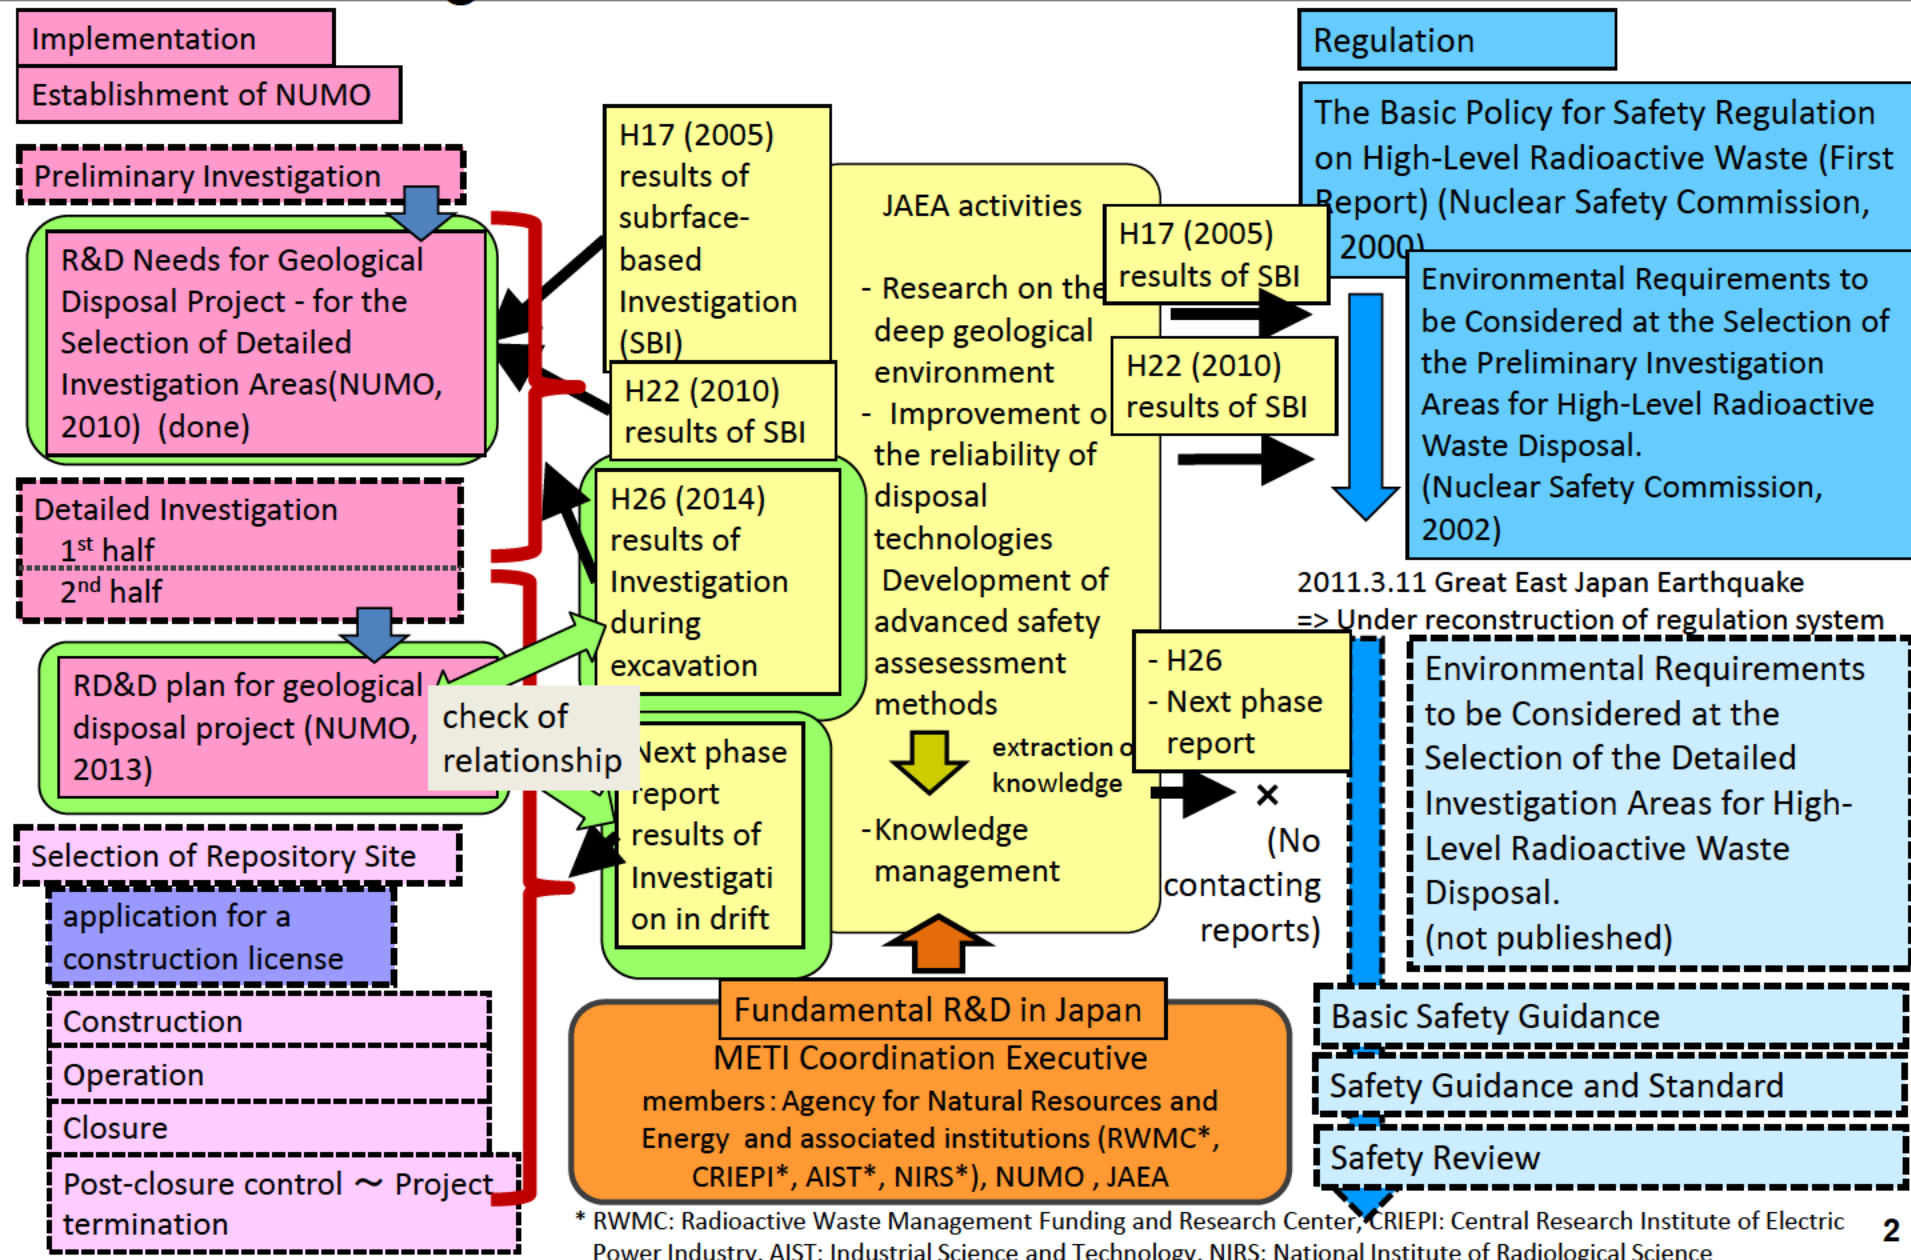 Implementation
Establishment of NUMO
Preliminary Investigation
R&D Needs for Geological
Disposal Project - for the
Selection of Detailed
Investigation Areas(NUMO,
2010)  (done)
Detailed Investigation
1st half
2nd half
RD&D plan for geological
disposal project (NUMO,
2013)
check of
relationship
Selection of Repository Site
application for a
construction license
Construction
Operation
Closure
Post-closure control ～ Project
termination
H17 (2005)
results of
subrface-
based
Investigation
(SBI)
H22 (2010)
results of SBI
H26 (2014)
results of
Investigation
during
excavation
Next phase
report
results of
Investigati
on in drift
JAEA activities
- Research on the
deep geological
environment
- Improvement o
the reliability of
disposal
technologies
Development of
advanced safety
assesessment
methods
extraction o
knowledge
-Knowledge
management
H17 (2005)
results of SBI
H22 (2010)
results of SBI
- H26
- Next phase
report
×
(No
contacting
reports)
Fundamental R&D in Japan
METI Coordination Executive
members : Agency for Natural Resources and
Energy  and associated institutions (RWMC*,
CRIEPI*, AIST*, NIRS*), NUMO , JAEA
Regulation
The Basic Policy for Safety Regulation
on High-Level Radioactive Waste (First
Report) (Nuclear Safety Commission,
2000)
Environmental Requirements to
be Considered at the Selection of
the Preliminary Investigation
Areas for High-Level Radioactive
Waste Disposal.
(Nuclear Safety Commission,
2002)
2011.3.11 Great East Japan Earthquake
=> Under reconstruction of regulation system
Environmental Requirements
to be Considered at the
Selection of the Detailed
Investigation Areas for High-
Level Radioactive Waste
Disposal.
(not publieshed)
Basic Safety Guidance
Safety Guidance and Standard
Safety Review
* RWMC: Radioactive Waste Management Funding and Research Center, CRIEPI: Central Research Institute of Electric
Power Industry, AIST: Industrial Science and Technology, NIRS: National Institute of Radiological Science
2